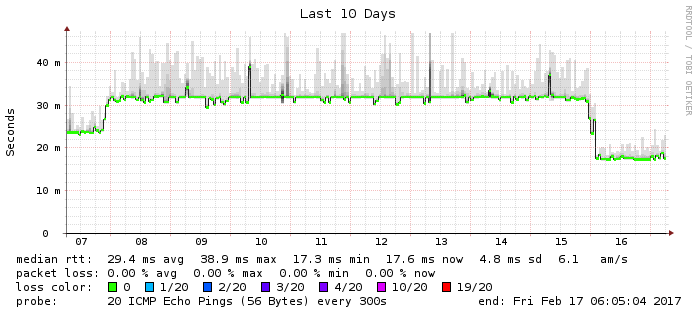 Last 10 Days
RRDTOOL / TOBI OETIKER
Seconds
40 m
30 m
20 m
10 m
0
07 08 09 10 11 12 13 14 15 16
median rtt: 29.4 ms avg 38.9 ms max 17.3 ms min 17.6 ms now 4.8 ms sd 6.1 am/s
packet loss: 0.00 % avg 0.00 % max 0.00 % min 0.00 % now
loss color: 0 1/20 2/20 3/20 4/20 10/20 19/20
probe: 20 ICMP Echo Pings (56 Bytes) every 300s end: Fri Feb 17 06:05:04 2017